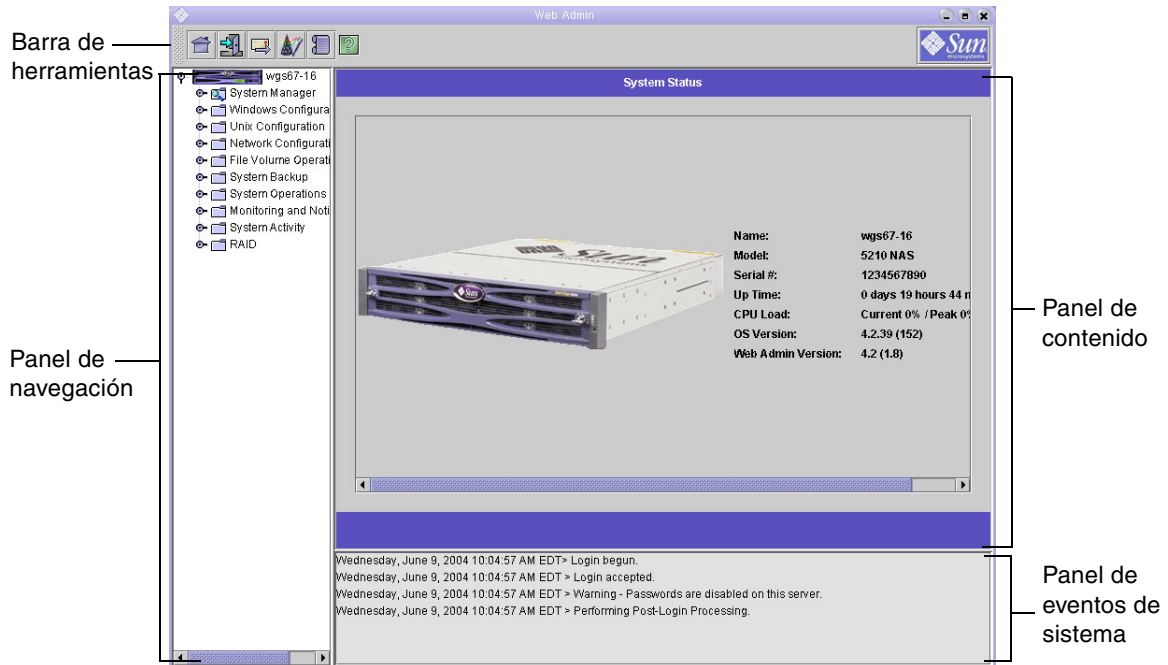 Web Admin
Barra de
herramientas
Sun
microsystems
wgs67-16
System Manager
Windows Configura
Unix Configuration
Network Configurati
File Volume Operati
System Backup
System Operations
Monitoring and Noti
System Activity
RAID
Panel de
navegación
System Status
Sun
microsystems
Sun
Name: wgs67-16
Model: 5210 NAS
Serial #: 1234567890
Up Time: 0 days 19 hours 44 m
CPU Load: Current 0% / Peak 0%
OS Version: 4.2.39 (152)
Web Admin Version: 4.2 (1.8)
Panel de
contenido
Wednesday, June 9, 2004 10:04:57 AM EDT> Login begun.
Wednesday, June 9, 2004 10:04:57 AM EDT > Login accepted.
Wednesday, June 9, 2004 10:04:57 AM EDT > Warning - Passwords are disabled on this server.
Wednesday, June 9, 2004 10:04:57 AM EDT > Performing Post-Login Processing.
Panel de
eventos de
sistema